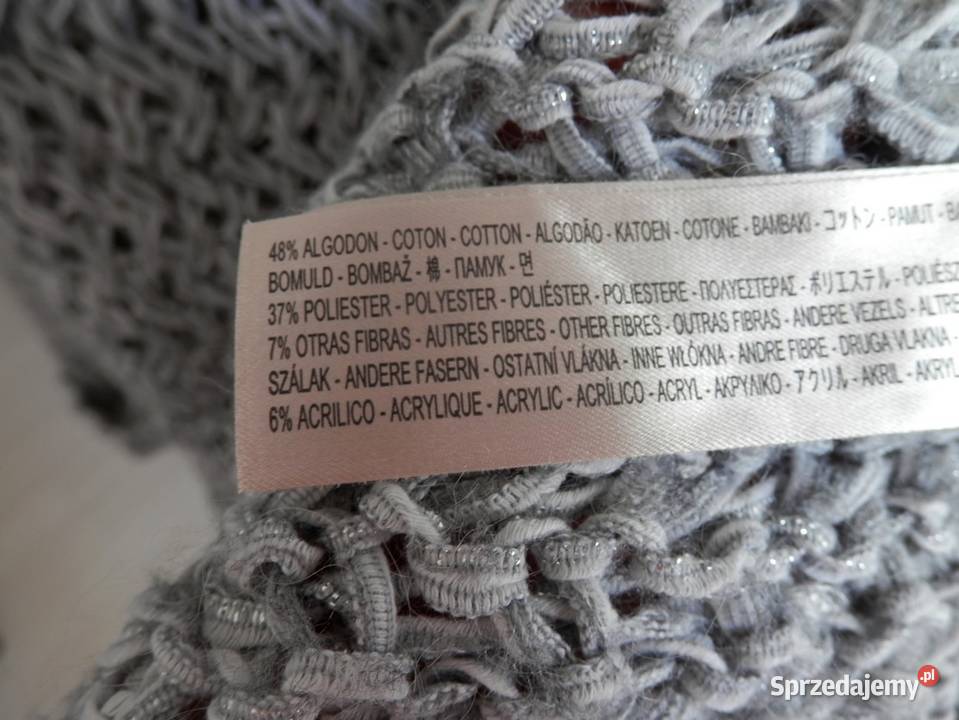 48% ALGODON - COTON - COTTON - ALGODÃO - KATOEN - COTONE - BAMBAKI - コットン - PAMUT -
BOMULD - BOMBAŽ - 棉 - ПАМУК - 면
37% POLIESTER - POLYESTER - POLIÉSTER - POLIESTERE - ΠΟΛΥΕΣΤΕΡΑΣ - ポリエステル -
7% OTRAS FIBRAS - AUTRES FIBRES - OTHER FIBRES - OUTRAS FIBRAS - ANDERE VEZELS - ALTRE
SZÁLAK - ANDERE FASERN - OSTATNÍ VLÁKNA - INNE WŁÓKNA - ANDRE FIBRE - DRUGA VLAKNA -
6% ACRILICO - ACRYLIQUE - ACRYLIC - ACRÍLICO - ACRYL - ΑΚΡΥΛΙΚΟ - アクリル - AKRIL -
Sprzedajemy.pl